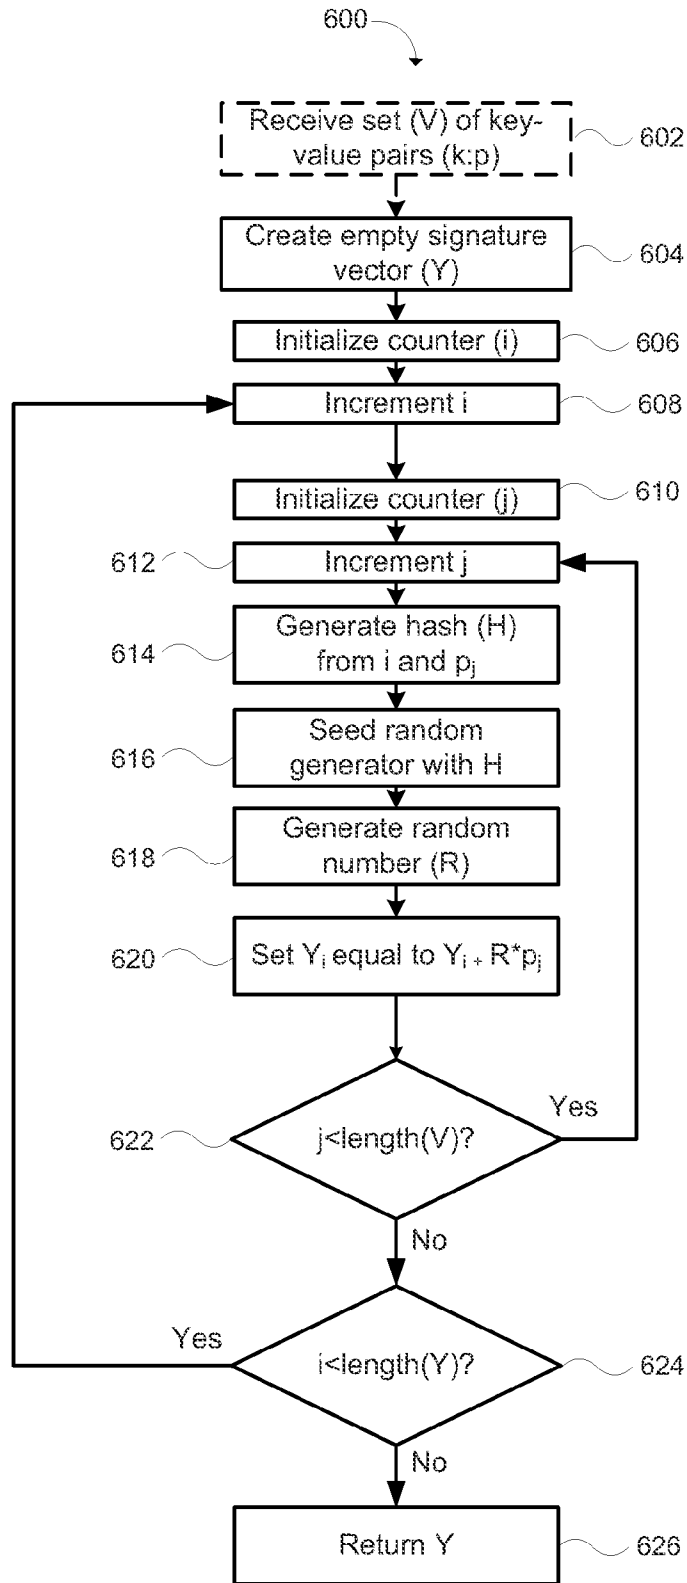 600
Receive set (V) of key-
value pairs (k:p)
602
Create empty signature
vector (Y)
604
Initialize counter (i)
606
Increment i
608
Initialize counter (j)
610
612
Increment j
614
Generate hash (H)
from i and pj
616
Seed random
generator with H
618
Generate random
number (R)
620
Set Yi equal to Yi + R*pj
622
j<length(V)?
Yes
No
Yes
i<length(Y)?
624
No
Return Y
626